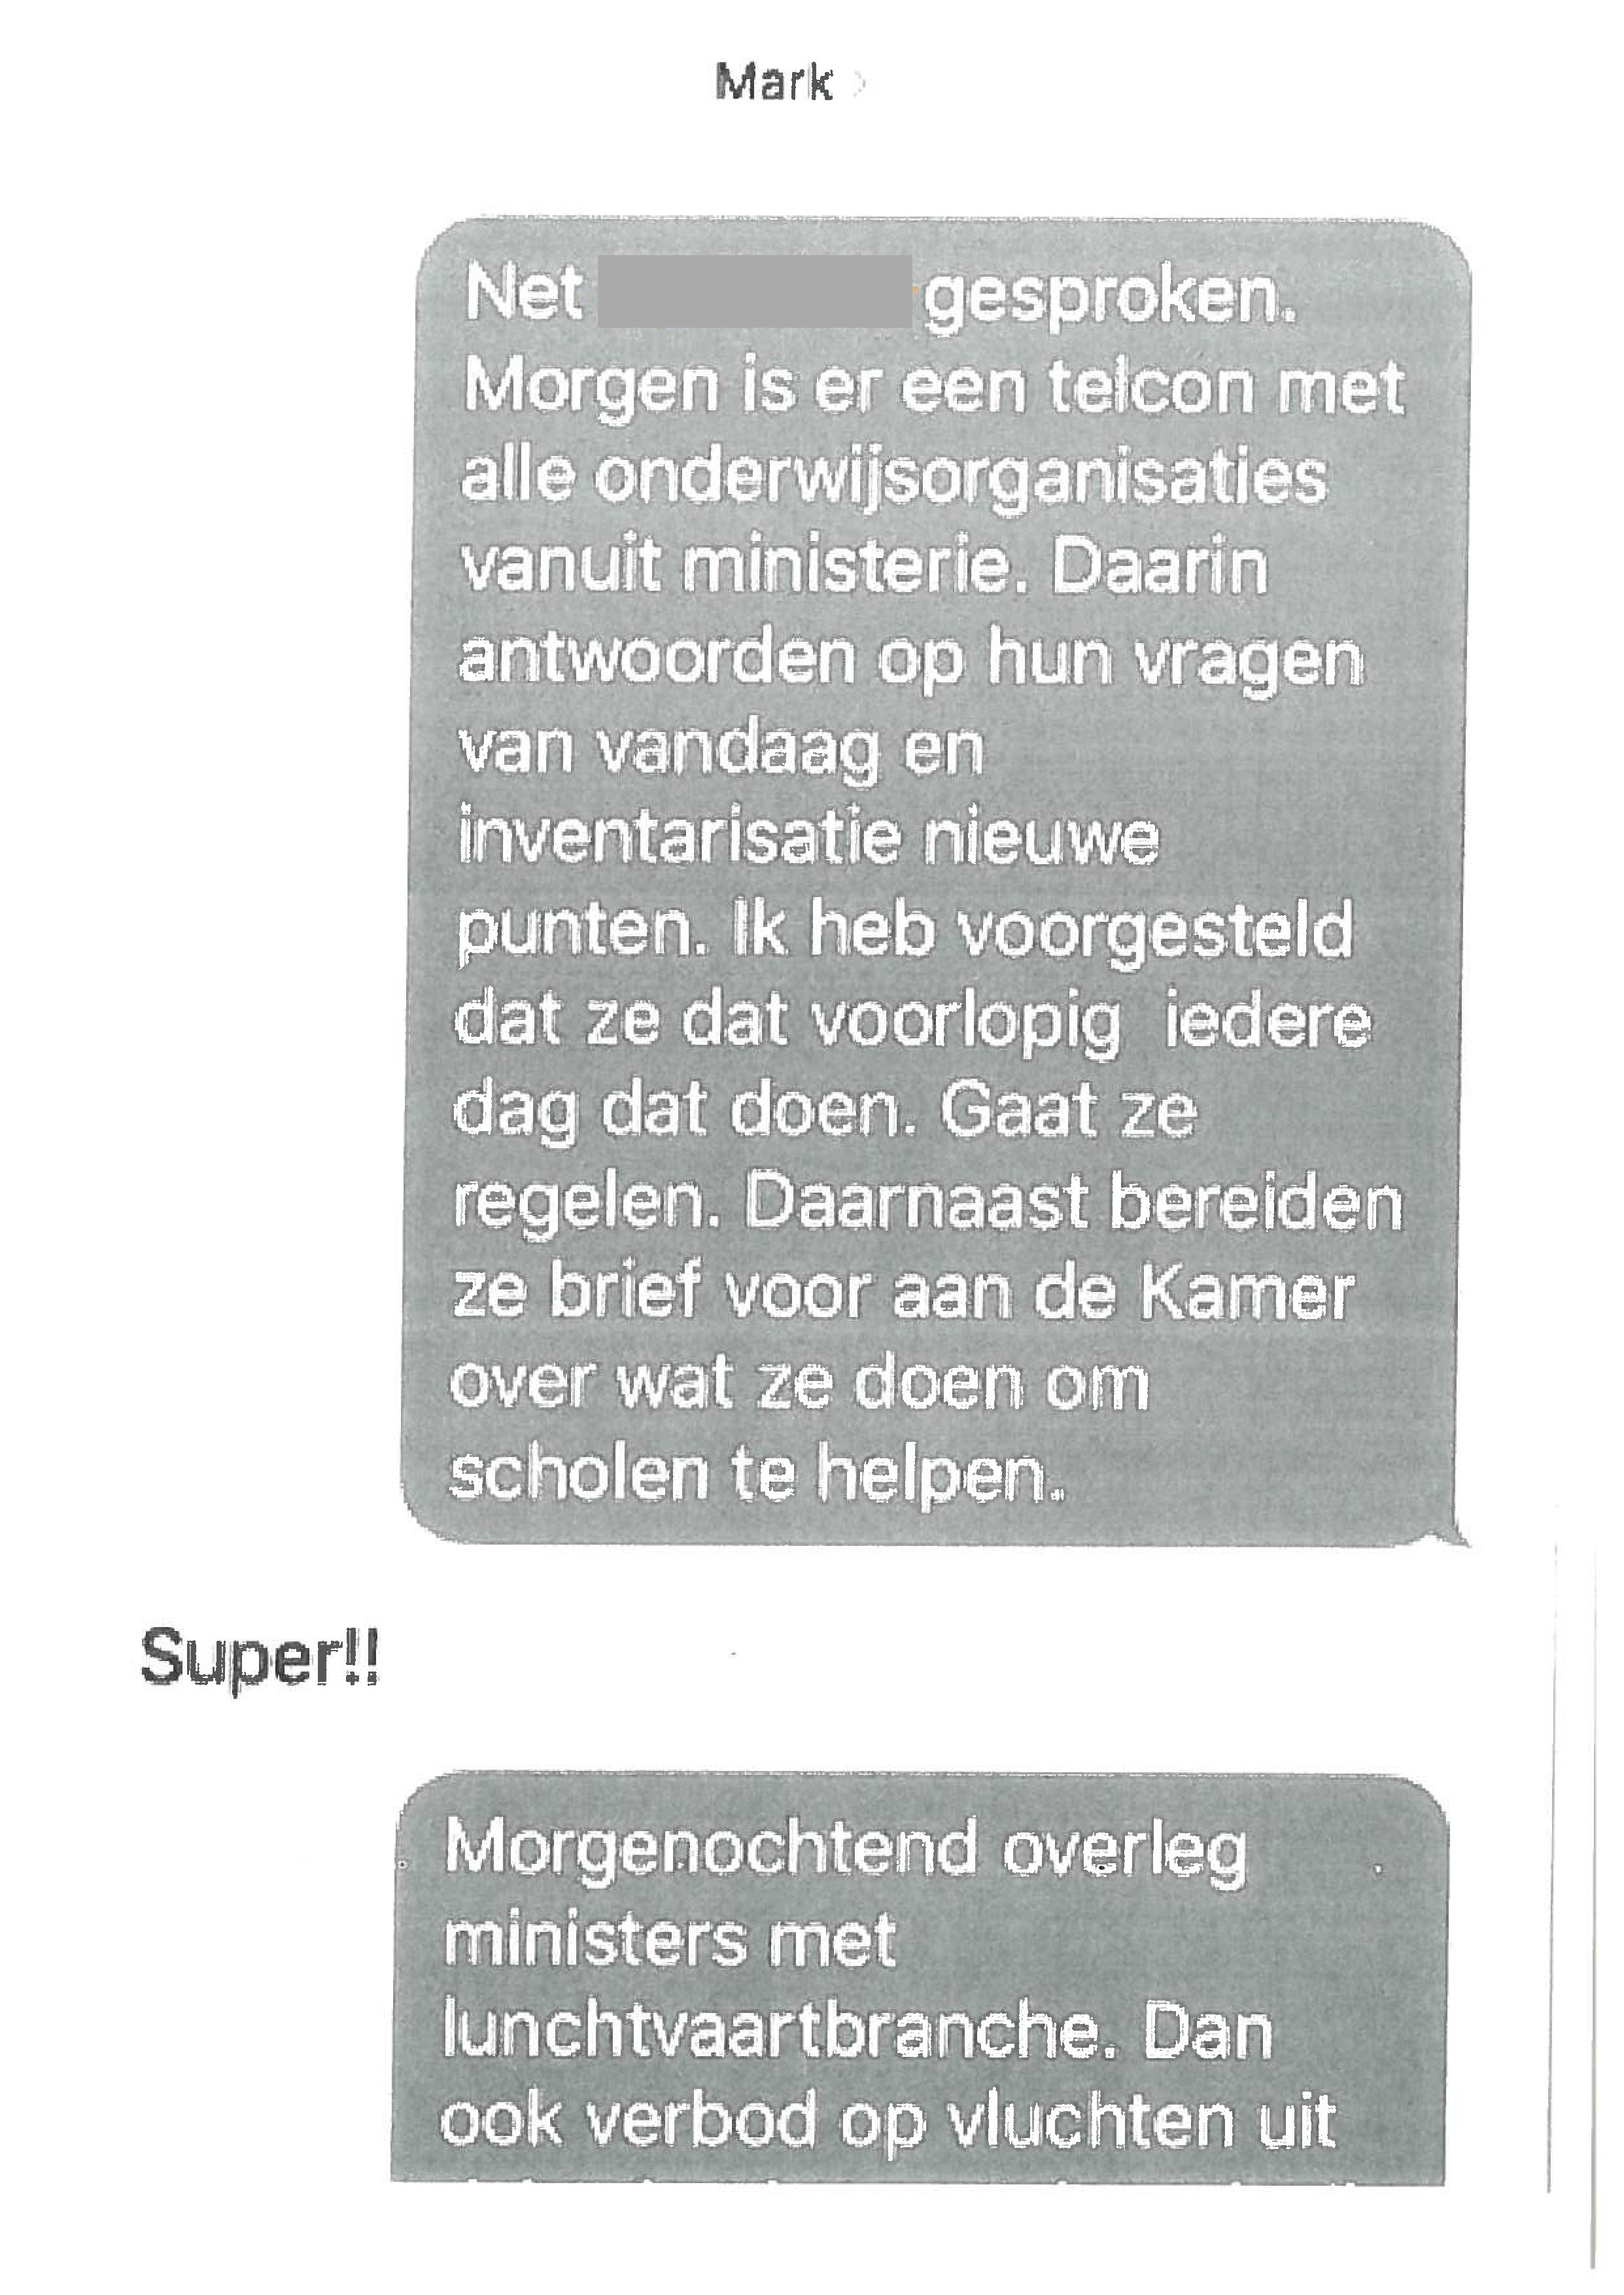 Mark
Net gesproken.
Morgen is er een telcon met
alle onderwijsorganisaties
vanuit ministerie. Daarin
antwoorden op hun vragen
van vandaag en
inventarisatie nieuwe
punten. Ik heb voorgesteld
dat ze dat voorlopig iedere
dag dat doen. Gaat ze
regelen. Daarnaast bereiden
ze brief voor aan de Kamer
over wat ze doen om
scholen te helpen.
Super!!
Morgenochtend overleg
ministers met
lunchtvaartbranche. Dan
ook verbod op vluchten uit